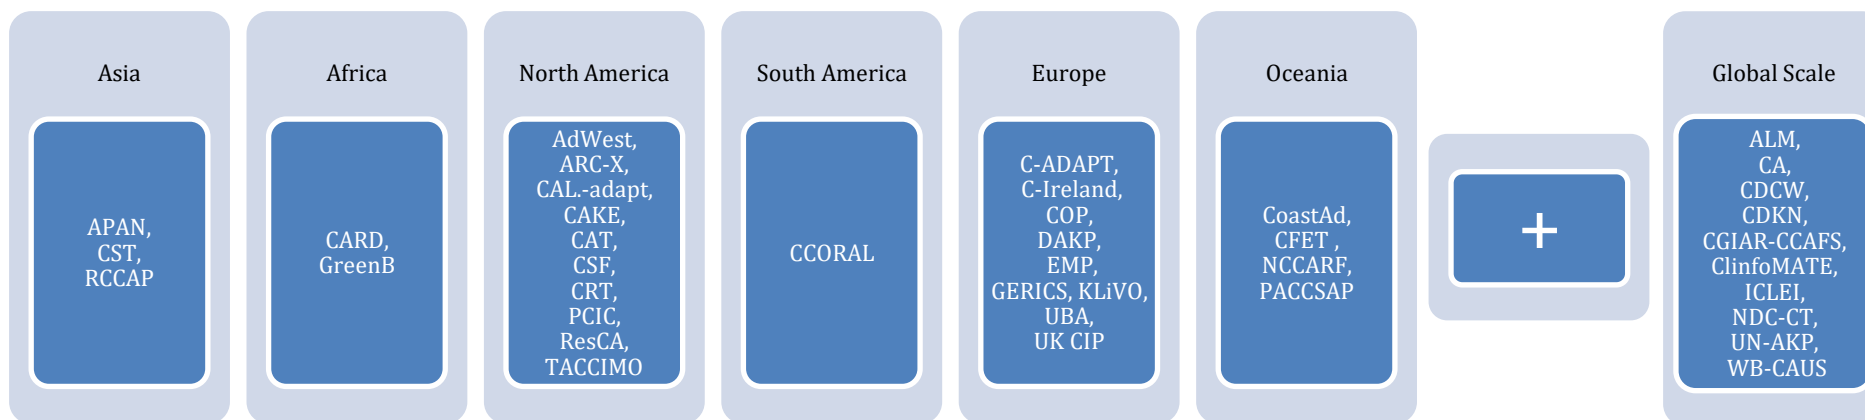 Asia
APAN,
CST,
RCCAP
Africa
CARD,
GreenB
North America
AdWest,
ARC-X,
CAL.-adapt,
CAKE,
CAT,
CSF,
CRT,
PCIC,
ResCA,
TACCIMO
South America
CCORAL
Europe
C-ADAPT,
C-Ireland,
COP,
DAKP,
EMP,
GERICS, KLiVO,
UBA,
UK CIP
Oceania
CoastAd,
CFET ,
NCCARF,
PACCSAP
+
Global Scale
ALM,
CA,
CDCW,
CDKN,
CGIAR-CCAFS,
ClinfoMATE,
ICLEI,
NDC-CT,
UN-AKP,
WB-CAUS